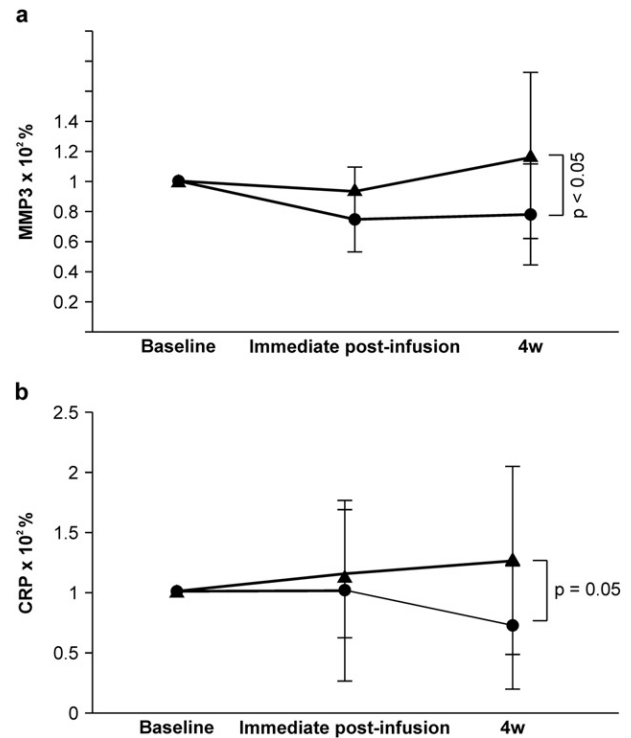 a
MMP3 x 10² %
1.4
1.2
1
0.8
0.6
0.4
0.2
p < 0.05
Baseline Immediate post-infusion 4w
b
CRP x 10² %
2.5
2
1.5
1
0.5
0
p = 0.05
Baseline Immediate post-infusion 4w